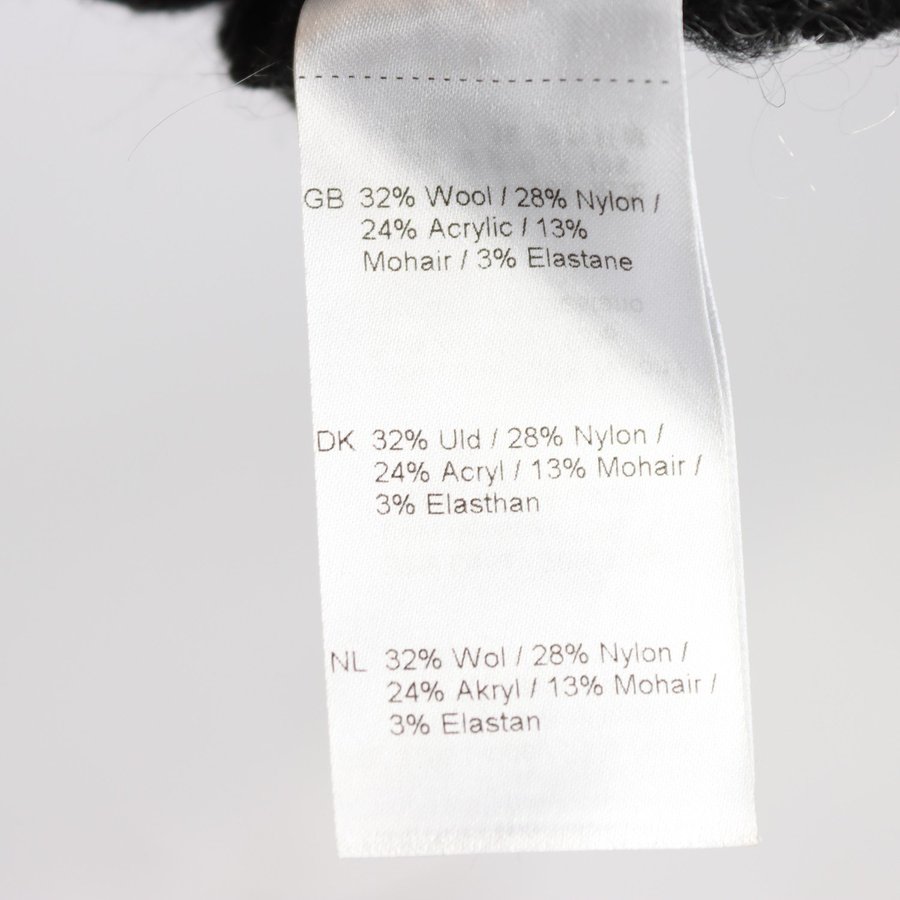 GB 32% Wool / 28% Nylon /
24% Acrylic / 13%
Mohair / 3% Elastane
DK 32% Uld / 28% Nylon /
24% Acryl / 13% Mohair /
3% Elasthan
NL 32% Wol / 28% Nylon /
24% Akryl / 13% Mohair /
3% Elastan